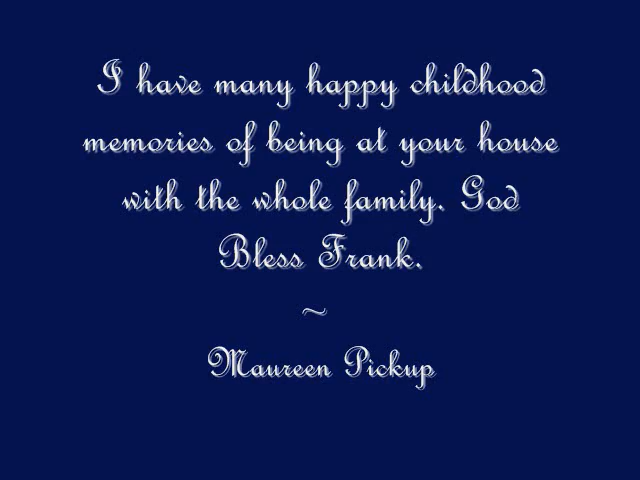 I have many happy childhood
memories of being at your house
with the whole family. God
Bless Frank.
~
Maureen Pickup